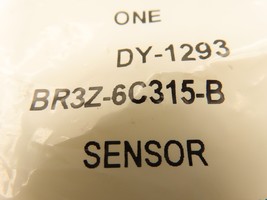 ONE
DY-1293
BR3Z-6C315-B
SENSOR